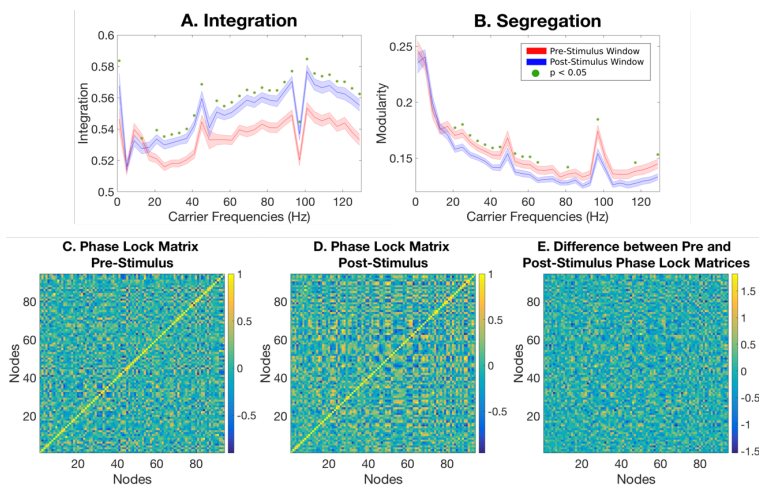 A. Integration
0.6
0.58
0.56
0.54
0.52
0.5
Integration
0 20 40 60 80 100 120
Carrier Frequencies (Hz)
B. Segregation
0.25
0.2
0.15
Modularity
Pre-Stimulus Window
Post-Stimulus Window
p < 0.05
0 20 40 60 80 100 120
Carrier Frequencies (Hz)
C. Phase Lock Matrix
Pre-Stimulus
80
60
40
20
Nodes
20 40 60 80
Nodes
1
0.5
0
-0.5
D. Phase Lock Matrix
Post-Stimulus
80
60
40
20
Nodes
20 40 60 80
Nodes
1
0.5
0
-0.5
E. Difference between Pre and
Post-Stimulus Phase Lock Matrices
80
60
40
20
Nodes
20 40 60 80
Nodes
1.5
1
0.5
0
-0.5
-1
-1.5